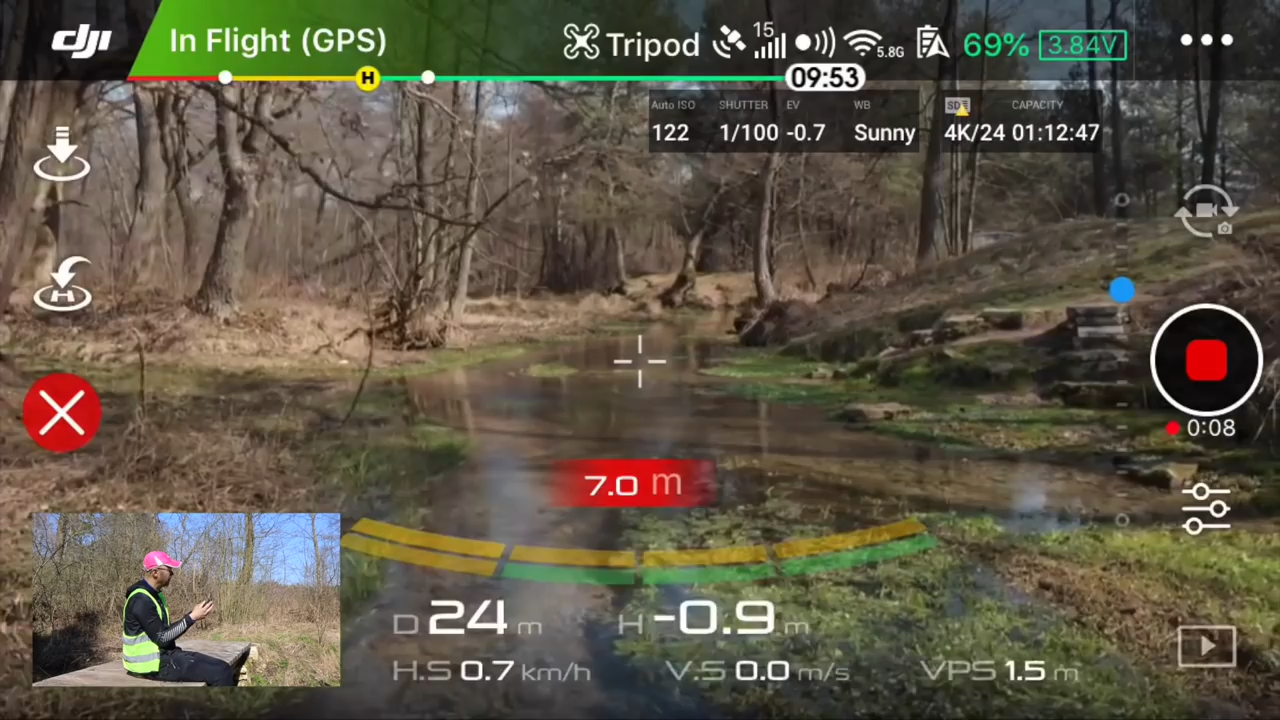 dji In Flight (GPS) Tripod 15 5.8G 69% 3.84V
H 09:53
Auto ISO SHUTTER EV WB SD CAPACITY
122 1/100 -0.7 Sunny 4K/24 01:12:47
H
0:08
7.0 m
D 24 m H -0.9 m
H.S 0.7 km/h V.S 0.0 m/s VPS 1.5 m